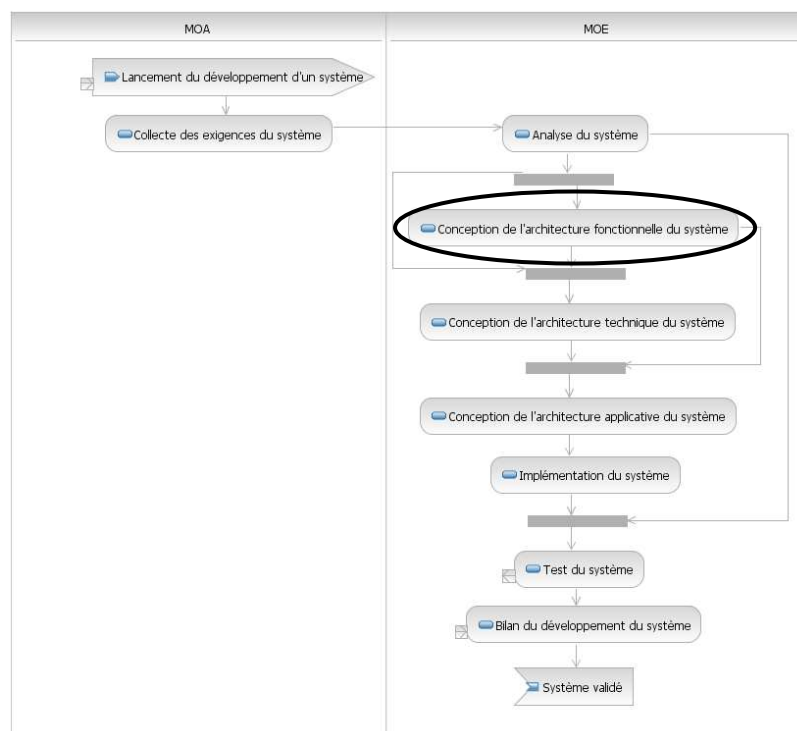 MOA
MOE
Lancement du développement d'un système
Collecte des exigences du système
Analyse du système
Conception de l'architecture fonctionnelle du système
Conception de l'architecture technique du système
Conception de l'architecture applicative du système
Implémentation du système
Test du système
Bilan du développement du système
Système validé